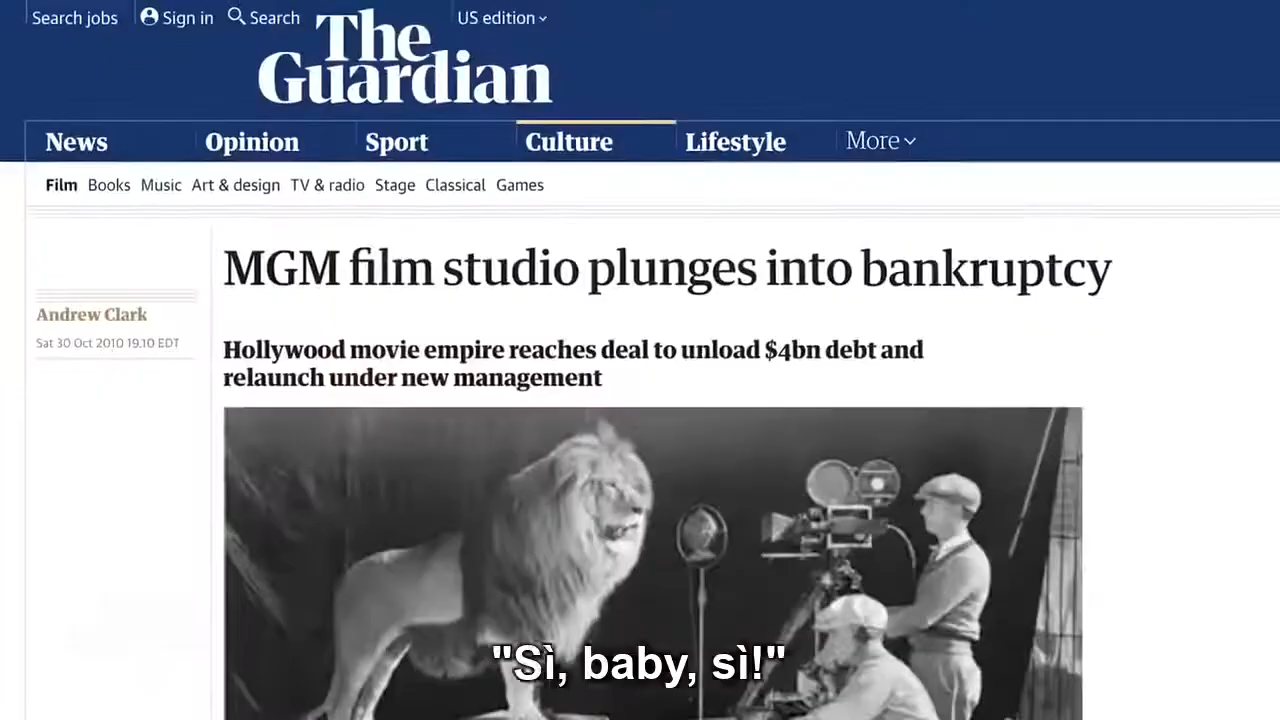 Search jobs Sign in Search US edition
The
Guardian
News Opinion Sport Culture Lifestyle More
Film Books Music Art & design TV & radio Stage Classical Games
MGM film studio plunges into bankruptcy
Andrew Clark
Sat 30 Oct 2010 19.10 EDT
Hollywood movie empire reaches deal to unload $4bn debt and
relaunch under new management
"Sì, baby, sì!"